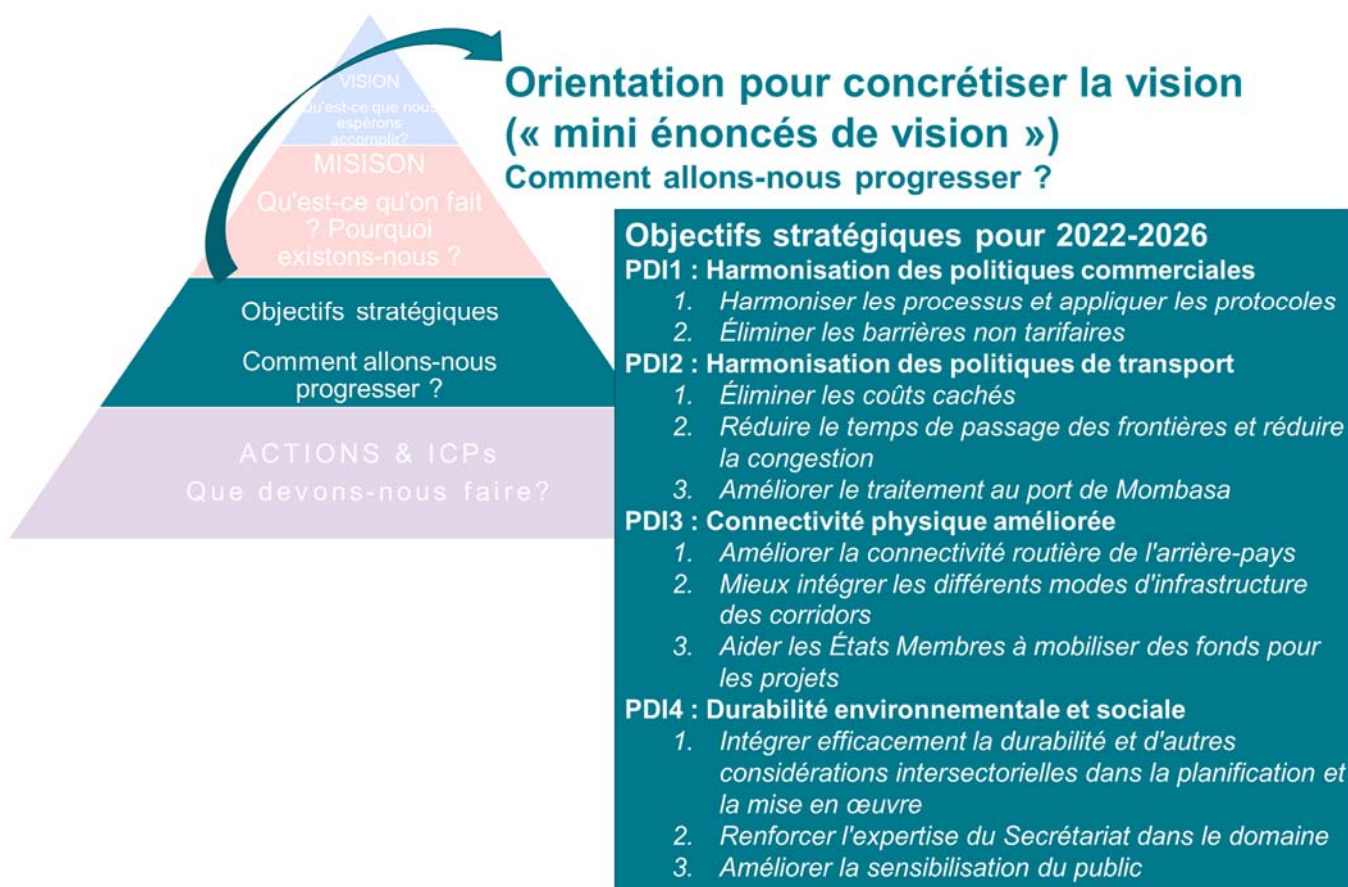 VISION
Qu'est-ce que nous
espérons
accomplir?
MISISON
Qu'est-ce qu'on fait
? Pourquoi
existons-nous ?
Objectifs stratégiques
Comment allons-nous
progresser ?
ACTIONS & ICPs
Que devons-nous faire?
Orientation pour concrétiser la vision
(« mini énoncés de vision »)
Comment allons-nous progresser ?
Objectifs stratégiques pour 2022-2026
PDI1 : Harmonisation des politiques commerciales
1. Harmoniser les processus et appliquer les protocoles
2. Éliminer les barrières non tarifaires
PDI2 : Harmonisation des politiques de transport
1. Éliminer les coûts cachés
2. Réduire le temps de passage des frontières et réduire
la congestion
3. Améliorer le traitement au port de Mombasa
PDI3 : Connectivité physique améliorée
1. Améliorer la connectivité routière de l'arrière-pays
2. Mieux intégrer les différents modes d'infrastructure
des corridors
3. Aider les États Membres à mobiliser des fonds pour
les projets
PDI4 : Durabilité environnementale et sociale
1. Intégrer efficacement la durabilité et d'autres
considérations intersectorielles dans la planification et
la mise en œuvre
2. Renforcer l'expertise du Secrétariat dans le domaine
3. Améliorer la sensibilisation du public